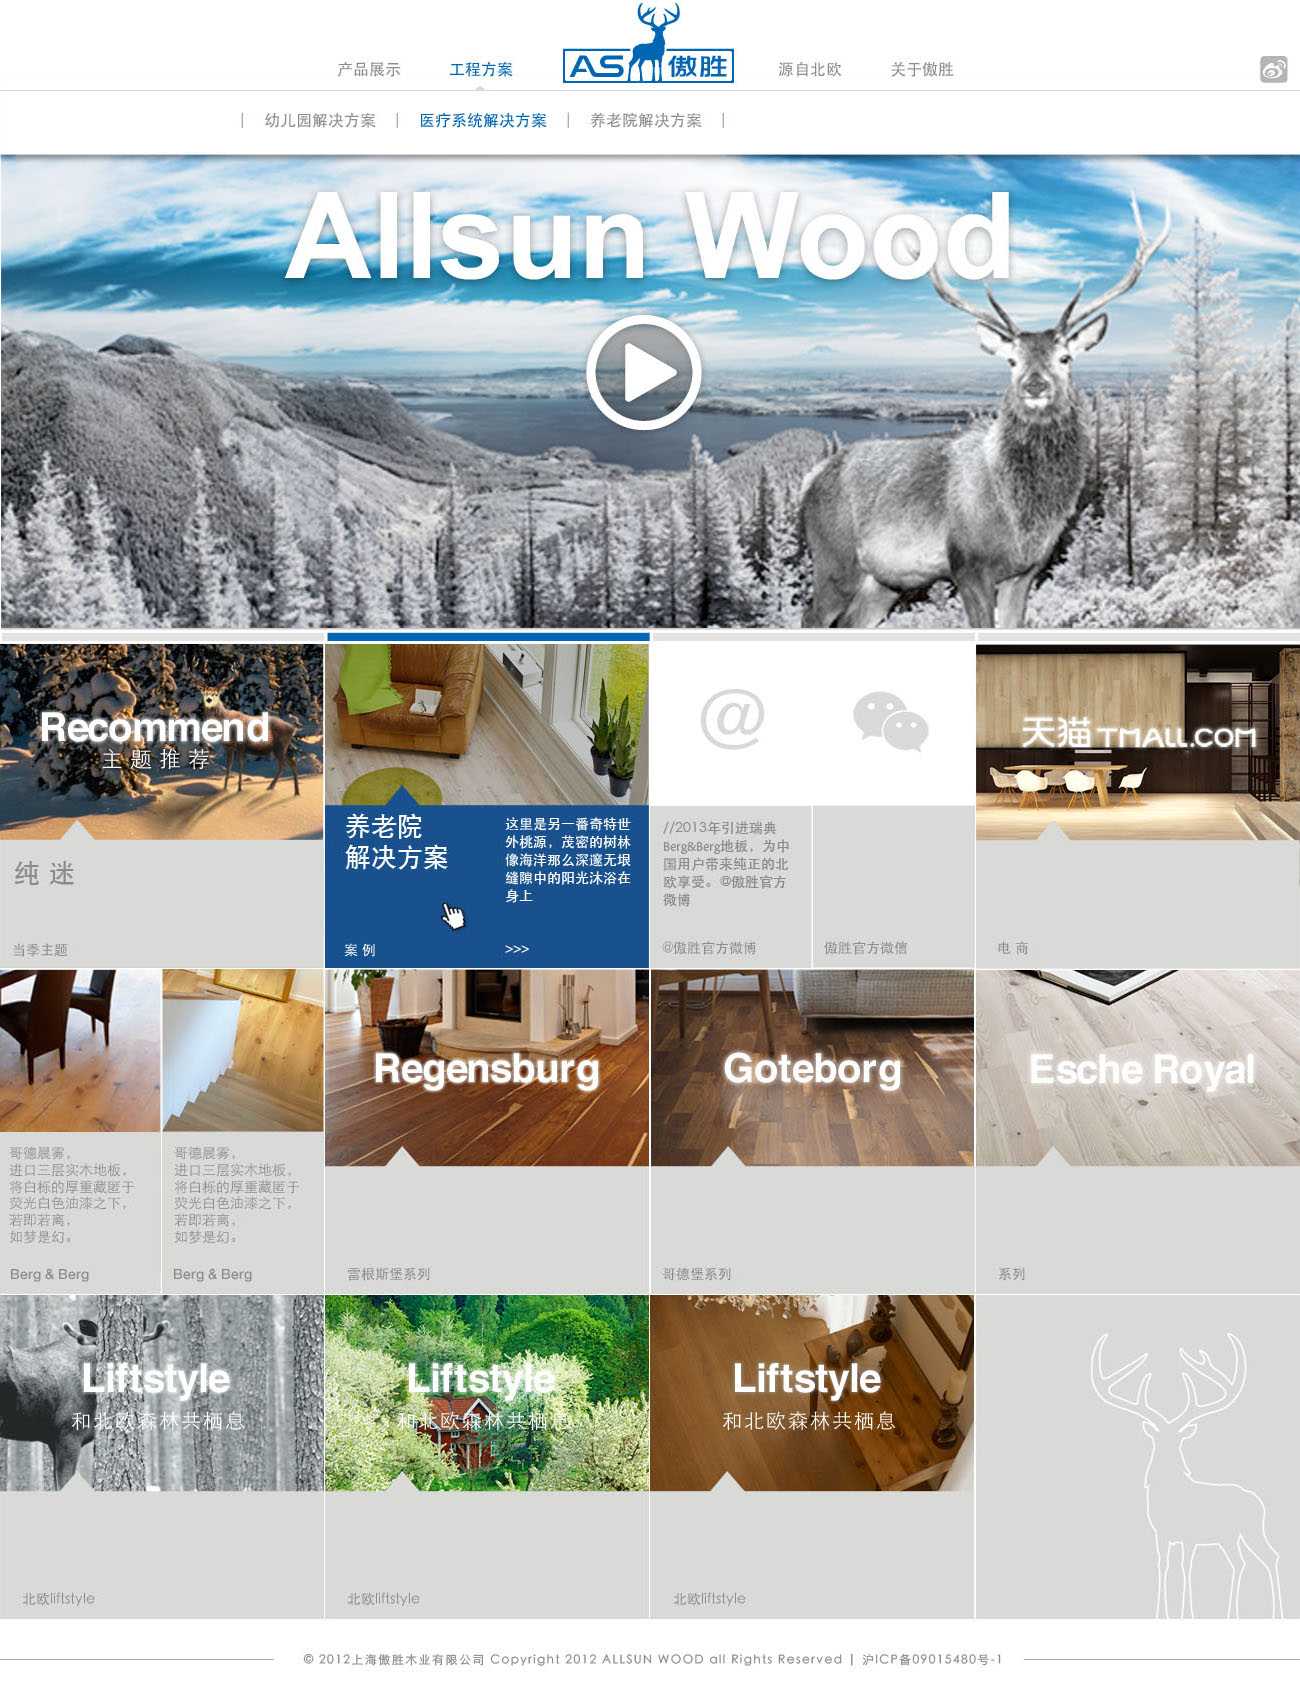 产品展示
工程方案
AS 傲胜
源自北欧
关于傲胜
幼儿园解决方案
医疗系统解决方案
养老院解决方案
Allsun Wood
Recommend
主题推荐
纯迷
当季主题
养老院
解决方案
案例
这里是另一番奇特世
外桃源，茂密的树林
像海洋那么深邃无垠
缝隙中的阳光沐浴在
身上
>>>
@
//2013年引进瑞典
Berg&Berg地板，为中
国用户带来纯正的北
欧享受。@傲胜官方
微博
@傲胜官方微博
傲胜官方微信
天猫 TMALL.COM
电商
哥德晨雾，
进口三层实木地板，
将白栎的厚重藏匿于
荧光白色油漆之下，
若即若离，
如梦是幻。
Berg & Berg
哥德晨雾，
进口三层实木地板，
将白栎的厚重藏匿于
荧光白色油漆之下，
若即若离，
如梦是幻。
Berg & Berg
Regensburg
雷根斯堡系列
Goteborg
哥德堡系列
Esche Royal
系列
Liftstyle
和北欧森林共栖息
北欧liftstyle
Liftstyle
和北欧森林共栖息
北欧liftstyle
Liftstyle
和北欧森林共栖息
北欧liftstyle
© 2012上海傲胜木业有限公司 Copyright 2012 ALLSUN WOOD all Rights Reserved | 沪ICP备09015480号-1